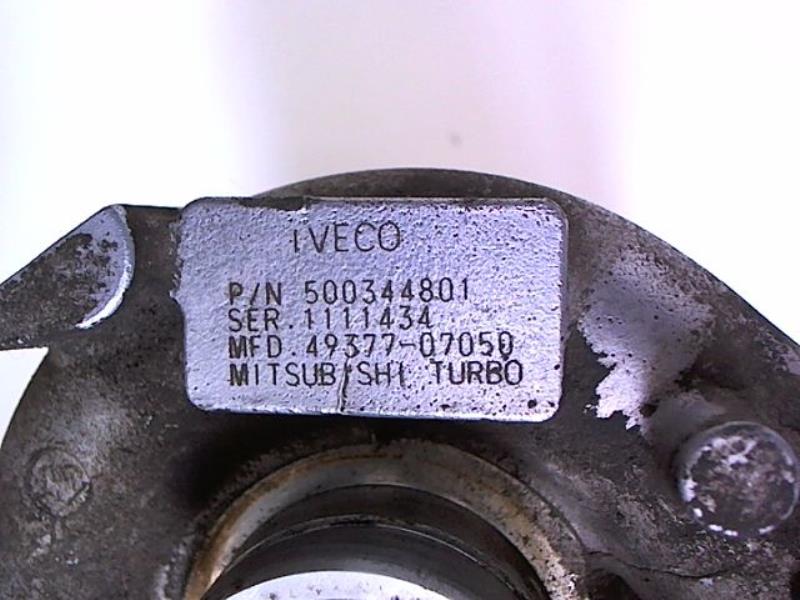 IVECO
P/N 500344801
SER.1111434
MFD.49377-07050
MITSUBISHI TURBO